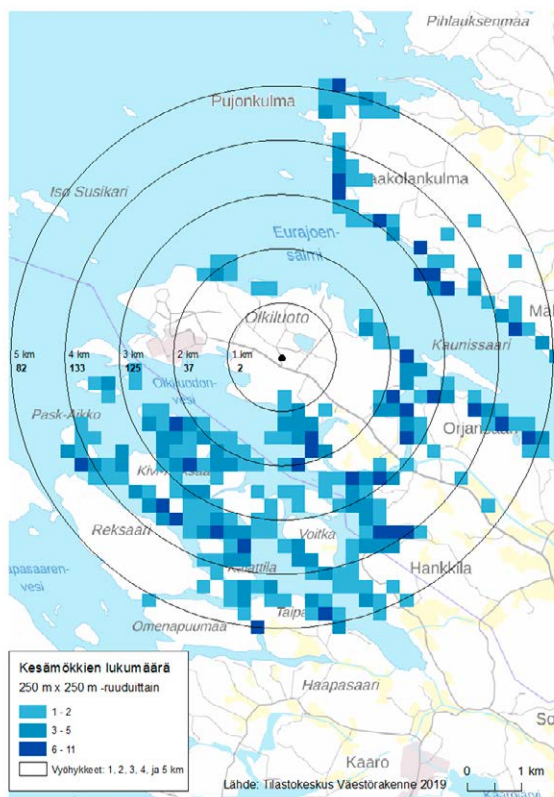 Pihlauksenmaa
Pujonkulma
aakolankulma
Iso Susikari
Eurajoen-
salmi
Olkiluoto
Kaunissaari
5 km
82
4 km
133
3 km
125
2 km
37
1 km
2
Olkiluodon-
vesi
Pask-Aikko
Orjansaari
Reksaari
Voitka
Hankkila
Omenapuumaa
Haapasaari
So
Kaaro
Kesämökkien lukumäärä
250 m x 250 m -ruuduittain
1 - 2
3 - 5
6 - 11
Vyöhykkeet: 1, 2, 3, 4, ja 5 km
Lähde: Tilastokeskus Väestörakenne 2019
0 1 km